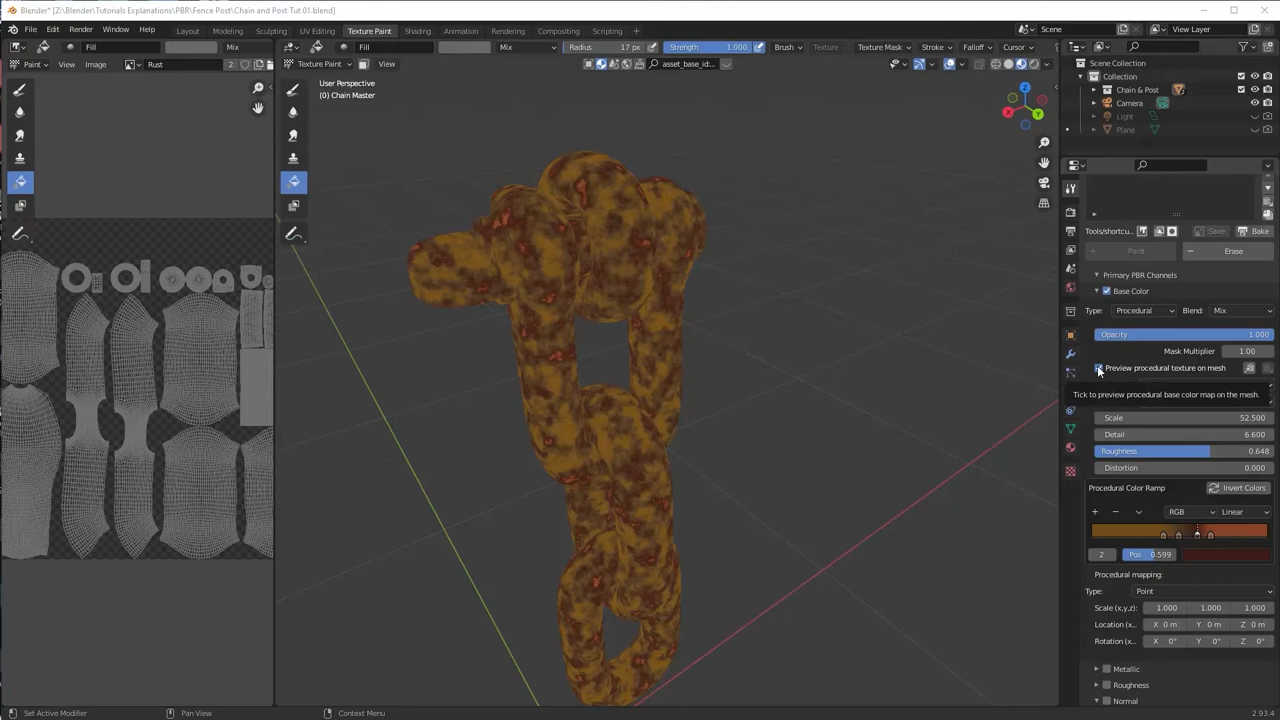 Blender* [Z:\Blender\Tutorials Explanations\PBR\Fence Post\Chain and Post Tut 01.blend]
File Edit Render Window Help Layout Modeling Sculpting UV Editing Texture Paint Shading Animation Rendering Compositing Scripting + Scene View Layer
Fill Mix Fill Mix Radius 17 px Strength 1.000 Brush Texture Texture Mask Stroke Falloff Cursor
Paint View Image Rust 2 Texture Paint View asset_base_id:...
Scene Collection
Collection
Chain & Post
Camera
Light
Plane
User Perspective
(0) Chain Master
Z
X
Y
Tools/shortcu... Save Bake
Paint Erase
Primary PBR Channels
Base Color
Type: Procedural Blend: Mix
Opacity 1.000
Mask Multiplier 1.00
Preview procedural texture on mesh
Tick to preview procedural base color map on the mesh.
Scale 52.500
Detail 6.600
Roughness 0.648
Distortion 0.000
Procedural Color Ramp Invert Colors
RGB Linear
2 Pos 0.599
Procedural mapping:
Type: Point
Scale (x,y,z): 1.000 1.000 1.000
Location (x... X 0 m Y 0 m Z 0 m
Rotation (x... X 0° Y 0° Z 0°
Metallic
Roughness
Normal
Set Active Modifier Pan View Context Menu 2.93.4